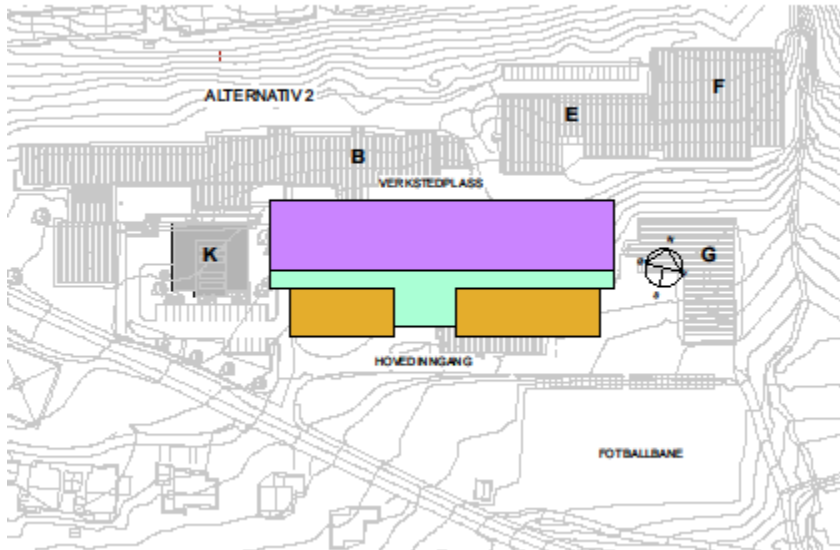 ALTERNATIV 2
F
E
B
VERKSTEDPLASS
K
G
N
HOVEDINNGANG
FOTBALLBANE